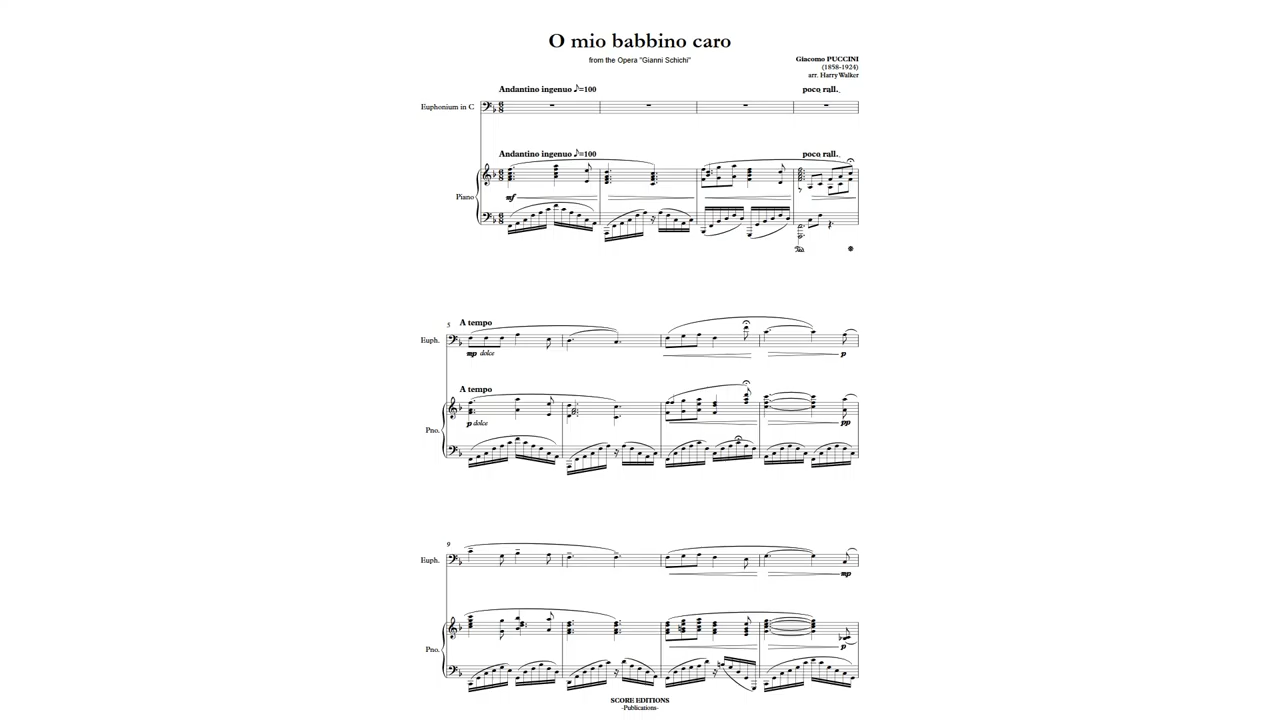 O mio babbino caro
from the Opera "Gianni Schichi"
Giacomo PUCCINI
(1858-1924)
arr. Harry Walker
Andantino ingenuo ♪=100
poco rall.
Euphonium in C
Andantino ingenuo ♪=100
poco rall.
Piano
mf
5
A tempo
Euph.
mp dolce
p
A tempo
Pno.
p dolce
pp
9
Euph.
mp
Pno.
p
SCORE EDITIONS
-Publications-